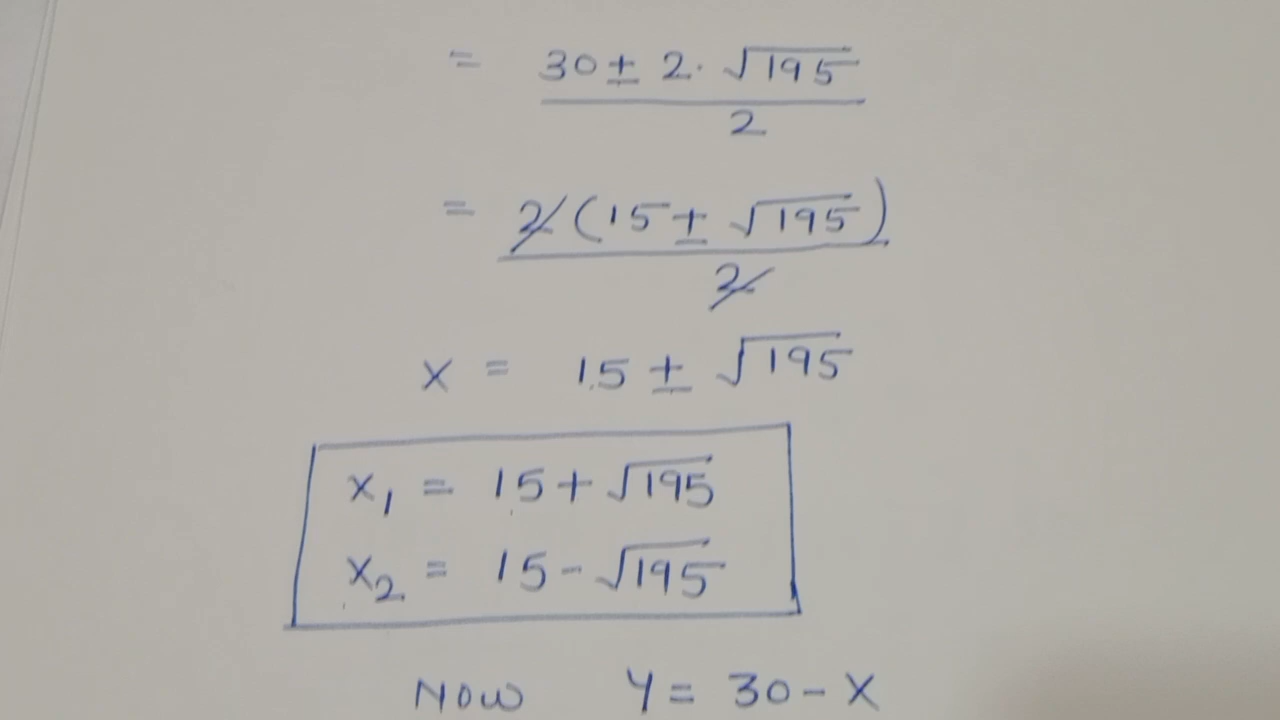 = 30 ± 2 · √195 / 2
= 2(15 ± √195) / 2
x = 15 ± √195
x₁ = 15 + √195
x₂ = 15 - √195
Now Y = 30 - x